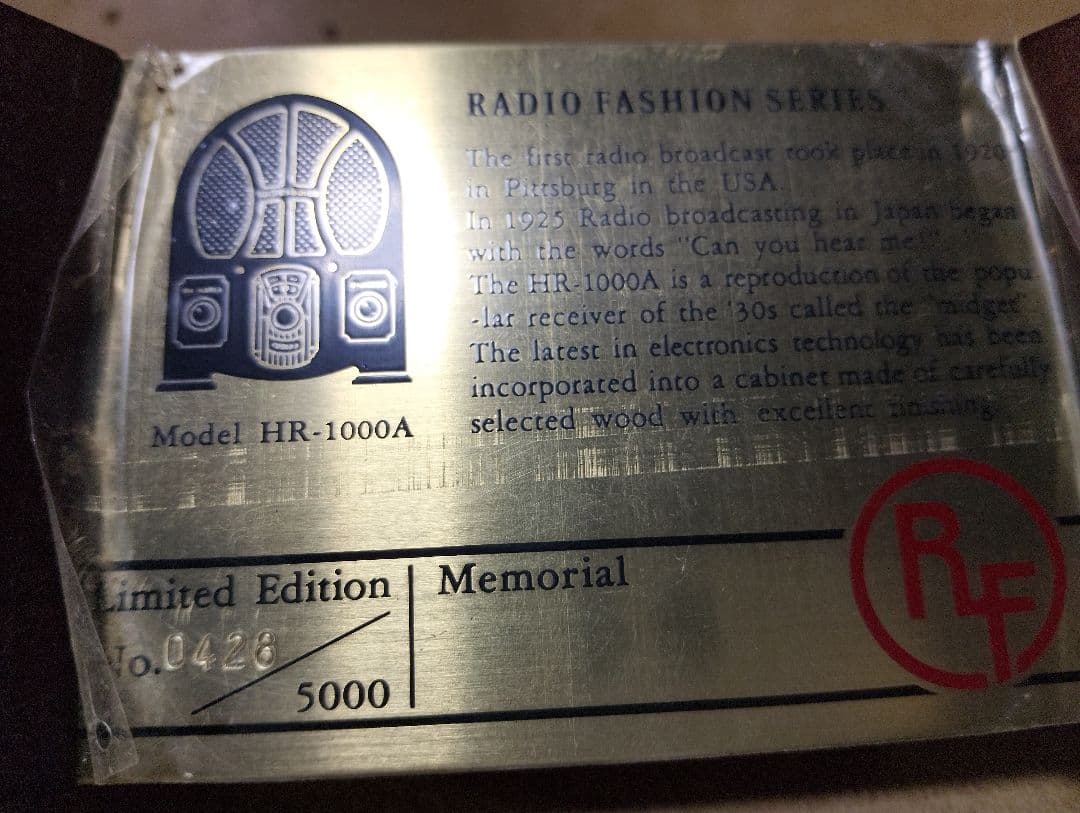 RADIO FASHION SERIES
The first radio broadcast took place in 1920
in Pittsburg in the USA.
In 1925 Radio broadcasting in Japan began
with the words "Can you hear me"
The HR-1000A is a reproduction of the popu-
-lar receiver of the '30s called the "midget"
The latest in electronics technology has been
incorporated into a cabinet made of carefully
selected wood with excellent finishing.
Model HR-1000A
Limited Edition
No.0428
5000
Memorial
RF